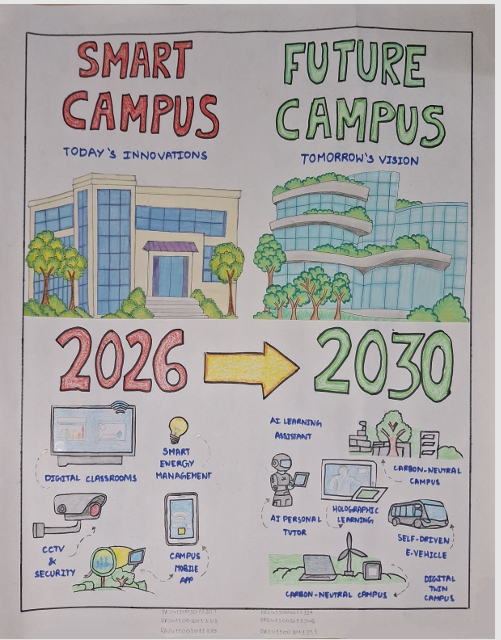 SMART
CAMPUS
TODAY'S INNOVATIONS
FUTURE
CAMPUS
TOMORROW'S VISION
2026
2030
DIGITAL CLASSROOMS
SMART
ENERGY
MANAGEMENT
CCTV
&
SECURITY
CAMPUS
MOBILE
APP
AI LEARNING
ASSISTANT
CARBON-NEUTRAL
CAMPUS
AI PERSONAL
TUTOR
HOLOGRAPHIC
LEARNING
SELF-DRIVEN
E-VEHICLE
CARBON-NEUTRAL CAMPUS
DIGITAL
TWIN
CAMPUS